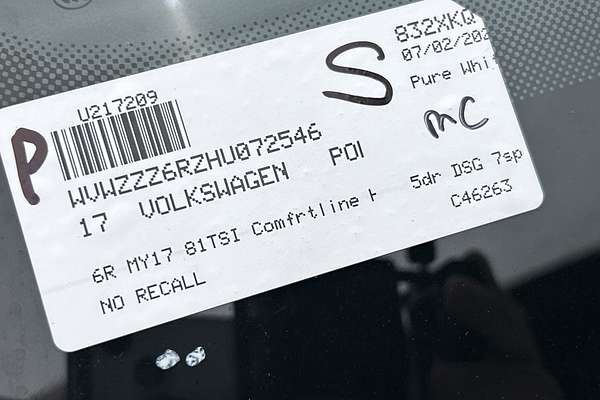 U217209
832XKQ
WVWZZZ6RZHU072546
07/02/202
17 VOLKSWAGEN POI
Pure Whi
6R MY17 81TSI Comfrtline H
5dr DSG 7sp
NO RECALL
C46263
P
S
MC